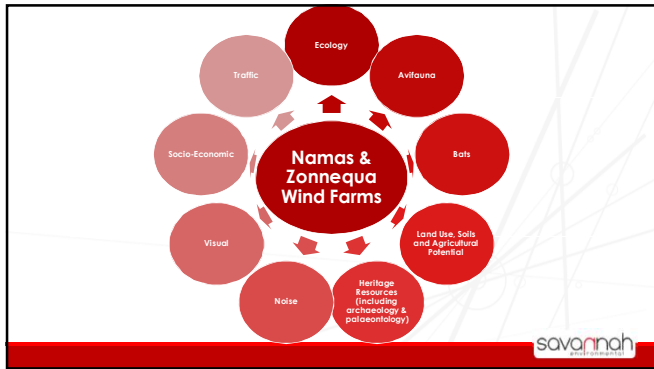 Ecology
Avifauna
Bats
Land Use, Soils
and Agricultural
Potential
Heritage
Resources
(including
archaeology &
palaeontology)
Noise
Visual
Socio-Economic
Traffic
Namas &
Zonnequa
Wind Farms
savannah
environmental